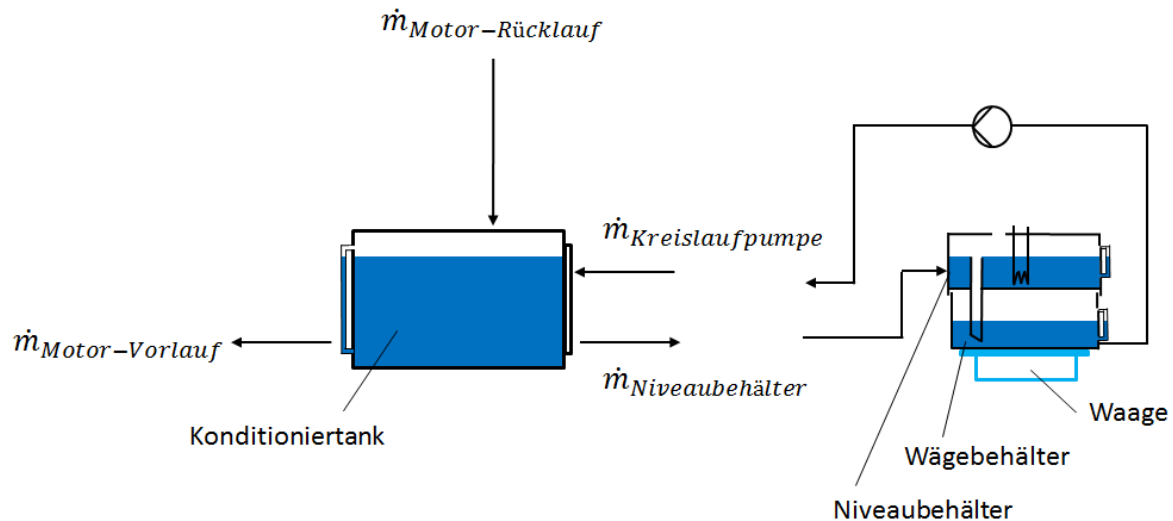 ṁMotor−Rücklauf
ṁKreislaufpumpe
ṁMotor−Vorlauf
ṁNiveaubehälter
Konditioniertank
Waage
Wägebehälter
Niveaubehälter